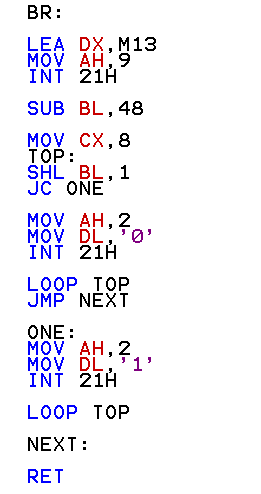 BR:
LEA DX,M13
MOV AH,9
INT 21H
SUB BL,48
MOV CX,8
TOP:
SHL BL,1
JC ONE
MOV AH,2
MOV DL,'0'
INT 21H
LOOP TOP
JMP NEXT
ONE:
MOV AH,2
MOV DL,'1'
INT 21H
LOOP TOP
NEXT:
RET